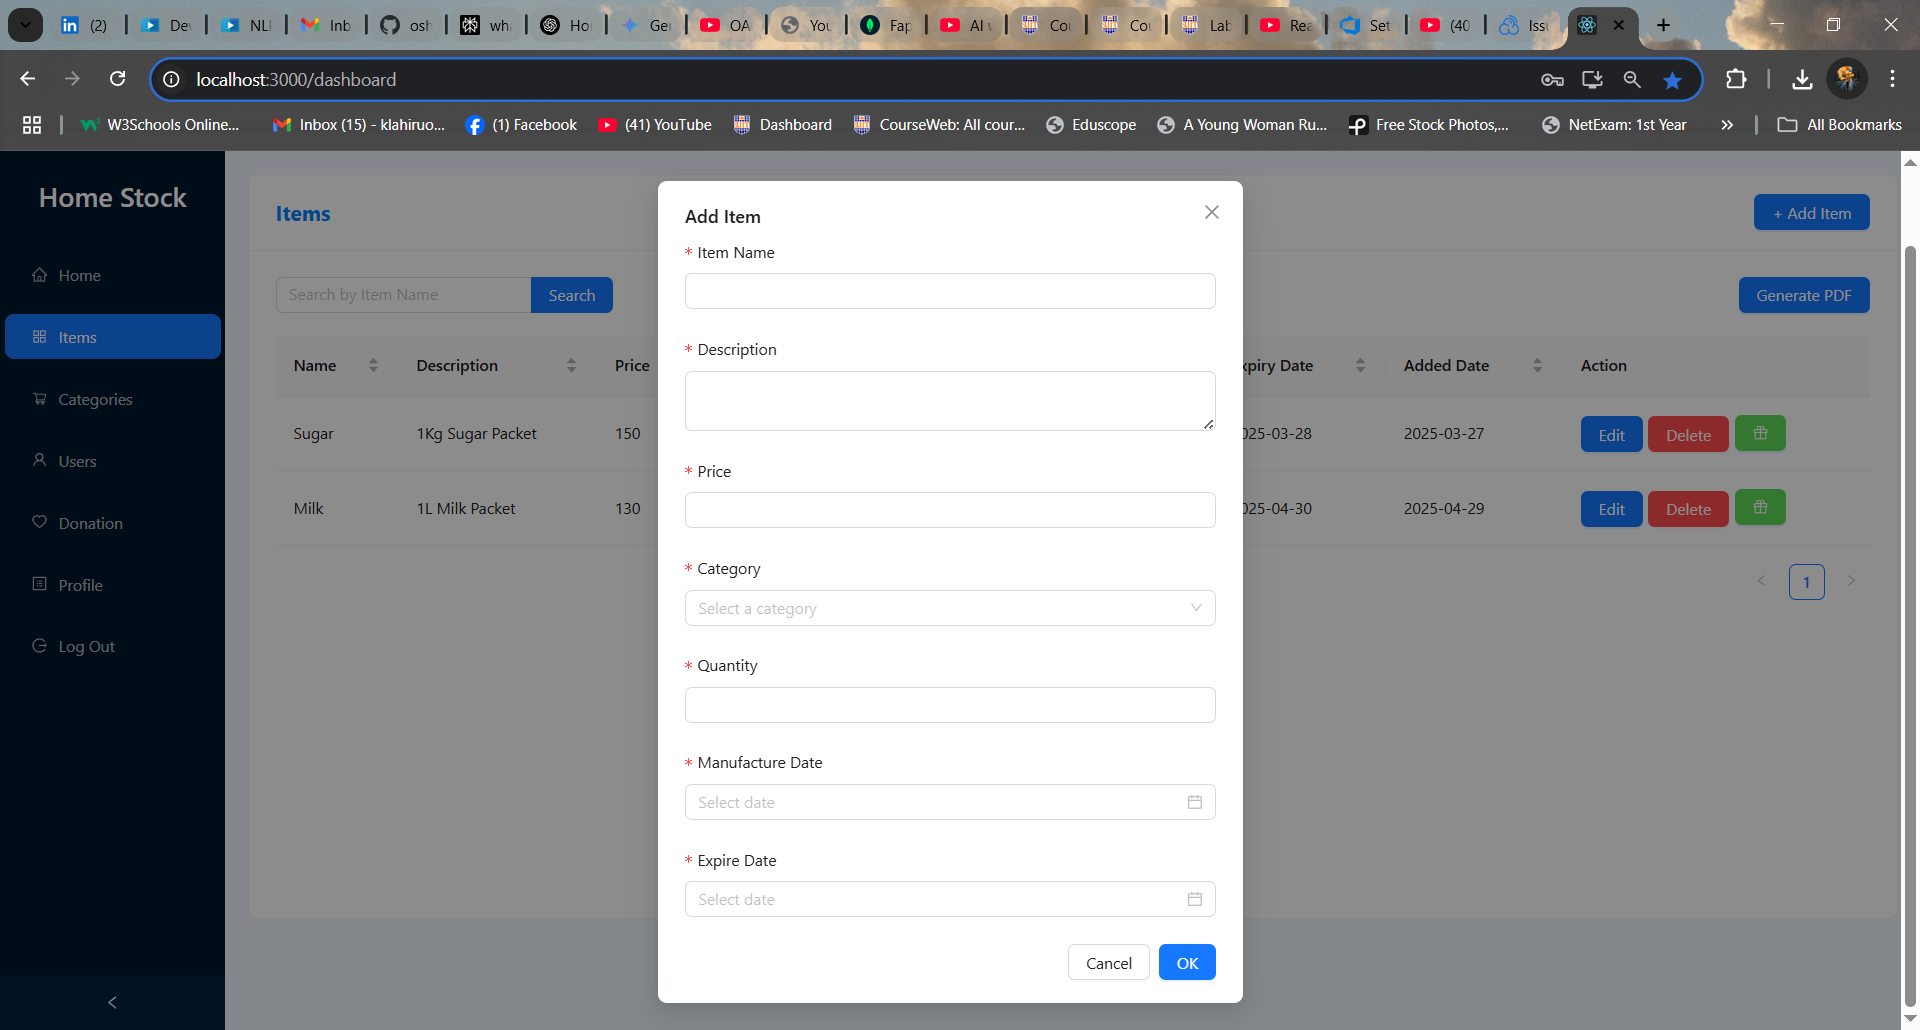 (2) De NLI Inb osh wha Ho Ge OA You Fap AI v Cou Cou Lab Rea Set (40 Issu
localhost:3000/dashboard
W3Schools Online... Inbox (15) - klahiruo... (1) Facebook (41) YouTube Dashboard CourseWeb: All cour... Eduscope A Young Woman Ru... Free Stock Photos,... NetExam: 1st Year » All Bookmarks
Home Stock
Home
Items
Categories
Users
Donation
Profile
Log Out
Items
+ Add Item
Search by Item Name
Search
Generate PDF
Name Description Price xpiry Date Added Date Action
Sugar 1Kg Sugar Packet 150 025-03-28 2025-03-27 Edit Delete
Milk 1L Milk Packet 130 025-04-30 2025-04-29 Edit Delete
1
Add Item
* Item Name
* Description
* Price
* Category
Select a category
* Quantity
* Manufacture Date
Select date
* Expire Date
Select date
Cancel
OK